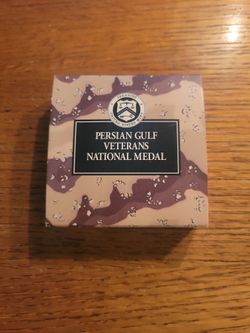 PERSIAN GULF
VETERANS
NATIONAL MEDAL